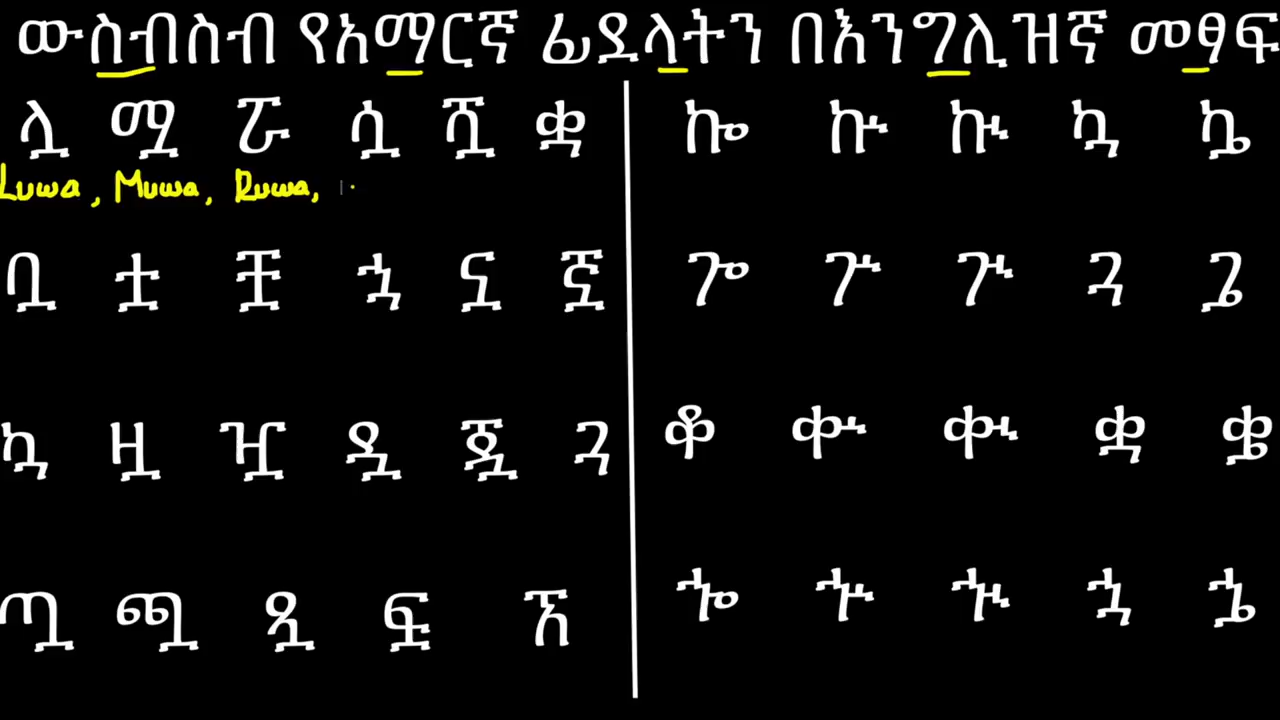 ውስብስብ የአማርኛ ፊደላትን በእንግሊዝኛ መፃፍ
ሏ ሟ ሯ ሷ ሿ ቋ
Luwa, Muwa, Ruwa,
ቧ ቷ ቿ ኋ ኗ ኟ
ኳ ዟ ዧ ዷ ጇ ጓ
ጧ ጯ ጿ ፏ ኧ
ኰ ኵ ኲ ኳ ኴ
ጐ ጕ ጒ ጓ ጔ
ቆ ቍ ቊ ቋ ቌ
ኈ ኍ ኊ ኋ ኌ